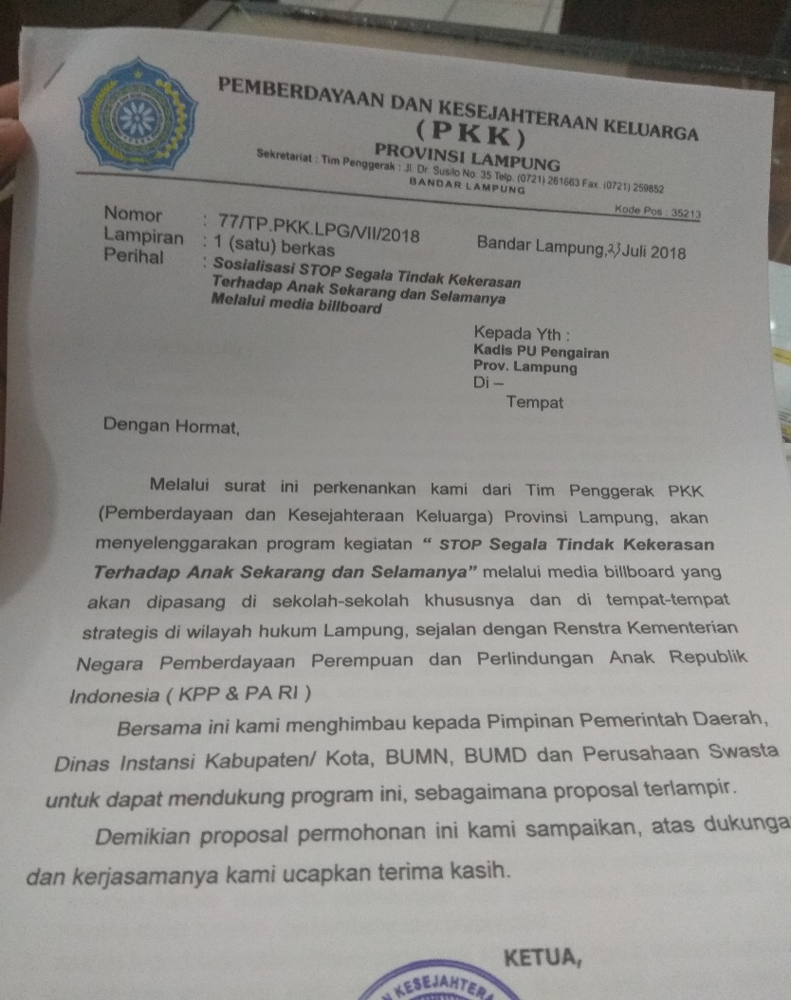 PEMBERDAYAAN DAN KESEJAHTERAAN KELUARGA
(PKK)
PROVINSI LAMPUNG
Sekretariat : Tim Penggerak : Jl. Dr. Susilo No. 35 Telp. (0721) 261663 Fax. (0721) 259852
BANDAR LAMPUNG
Kode Pos : 35213
Nomor : 77/TP.PKK.LPG/VII/2018
Bandar Lampung, 23 Juli 2018
Lampiran : 1 (satu) berkas
Perihal : Sosialisasi STOP Segala Tindak Kekerasan
Terhadap Anak Sekarang dan Selamanya
Melalui media billboard
Kepada Yth :
Kadis PU Pengairan
Prov. Lampung
Di –
Tempat
Dengan Hormat,
Melalui surat ini perkenankan kami dari Tim Penggerak PKK
(Pemberdayaan dan Kesejahteraan Keluarga) Provinsi Lampung, akan
menyelenggarakan program kegiatan “ STOP Segala Tindak Kekerasan
Terhadap Anak Sekarang dan Selamanya” melalui media billboard yang
akan dipasang di sekolah-sekolah khususnya dan di tempat-tempat
strategis di wilayah hukum Lampung, sejalan dengan Renstra Kementerian
Negara Pemberdayaan Perempuan dan Perlindungan Anak Republik
Indonesia ( KPP & PA RI )
Bersama ini kami menghimbau kepada Pimpinan Pemerintah Daerah,
Dinas Instansi Kabupaten/ Kota, BUMN, BUMD dan Perusahaan Swasta
untuk dapat mendukung program ini, sebagaimana proposal terlampir.
Demikian proposal permohonan ini kami sampaikan, atas dukunga
dan kerjasamanya kami ucapkan terima kasih.
KETUA,
N KESEJAHTERA